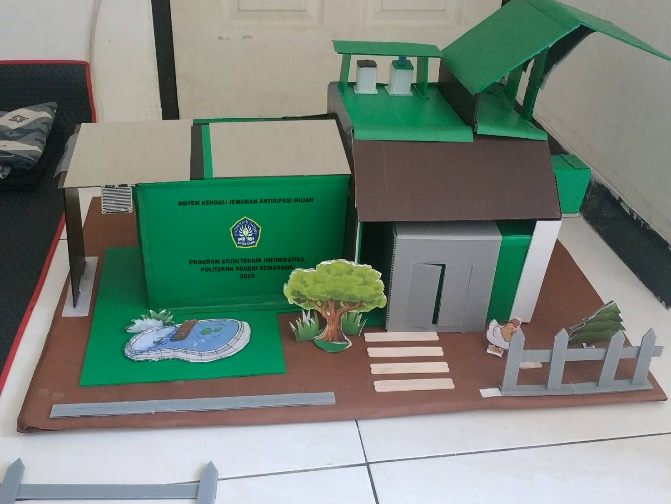 SISTEM KENDALI JEMURAN ANTISIPASI HUJAN
PROGRAM STUDI TEKNIK INFORMATIKA
POLITEKNIK NEGERI SEMARANG
2019